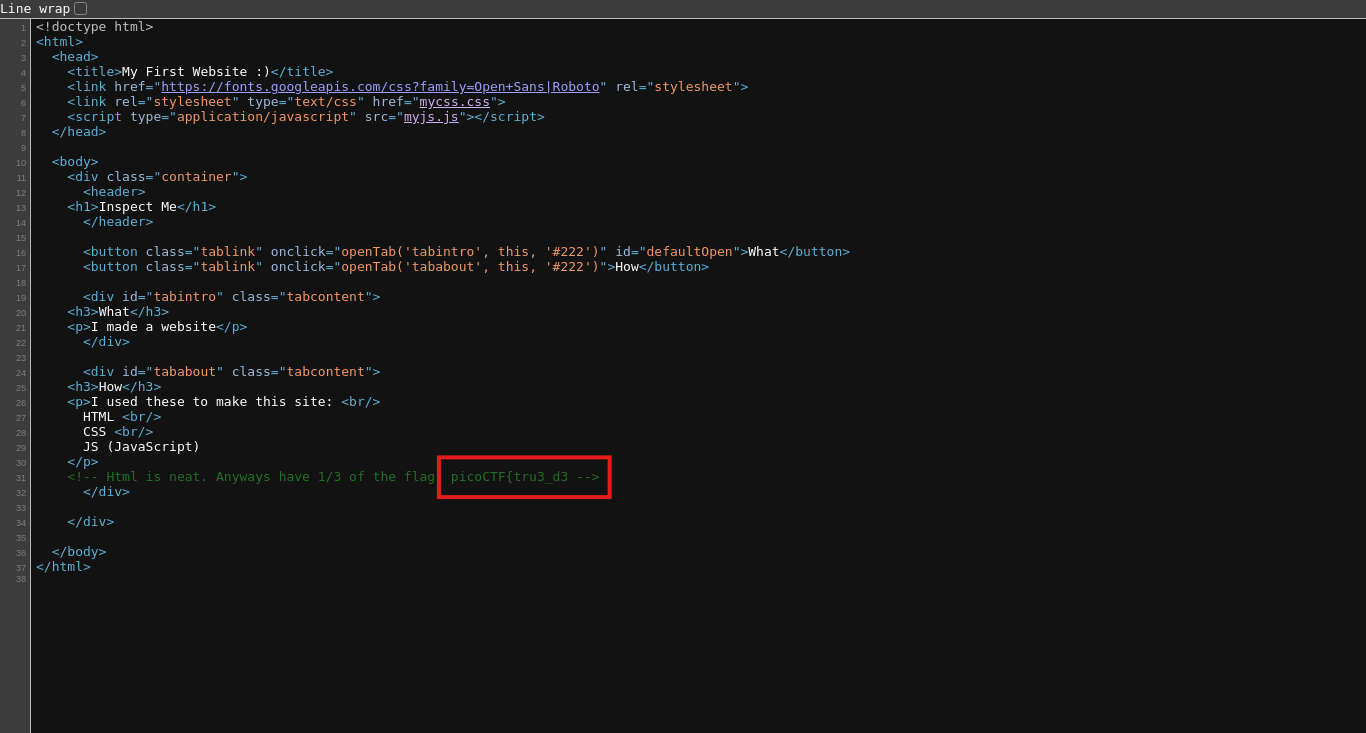 Line wrap
1 <!doctype html>
2 <html>
3 <head>
4 <title>My First Website :)</title>
5 <link href="https://fonts.googleapis.com/css?family=Open+Sans|Roboto" rel="stylesheet">
6 <link rel="stylesheet" type="text/css" href="mycss.css">
7 <script type="application/javascript" src="myjs.js"></script>
8 </head>
9
10 <body>
11 <div class="container">
12 <header>
13 <h1>Inspect Me</h1>
14 </header>
15
16 <button class="tablink" onclick="openTab('tabintro', this, '#222')" id="defaultOpen">What</button>
17 <button class="tablink" onclick="openTab('tababout', this, '#222')">How</button>
18
19 <div id="tabintro" class="tabcontent">
20 <h3>What</h3>
21 <p>I made a website</p>
22 </div>
23
24 <div id="tababout" class="tabcontent">
25 <h3>How</h3>
26 <p>I used these to make this site: <br/>
27 HTML <br/>
28 CSS <br/>
29 JS (JavaScript)
30 </p>
31 <!-- Html is neat. Anyways have 1/3 of the flag picoCTF{tru3_d3 -->
32 </div>
33
34 </div>
35
36 </body>
37 </html>
38